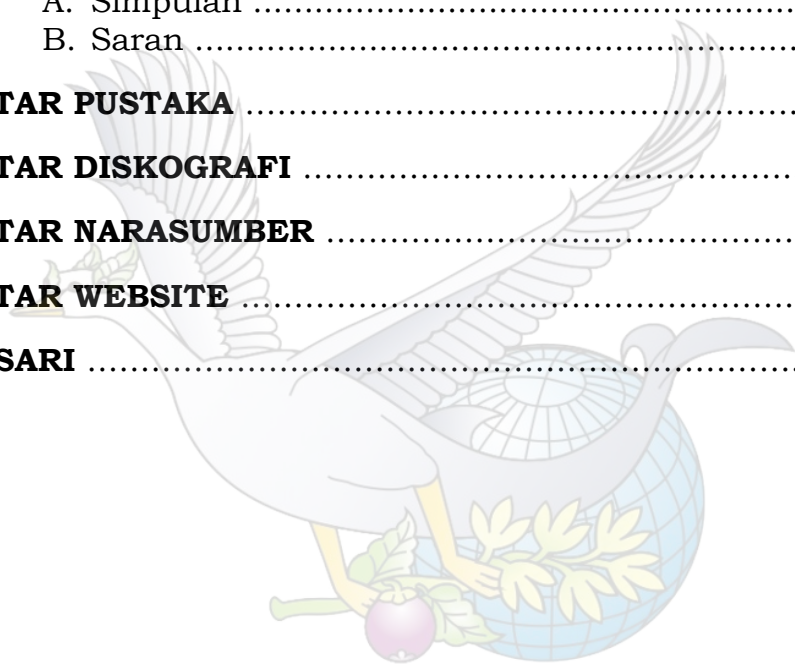 A. Simpulan ........................................................
B. Saran ..............................................................
TAR PUSTAKA ........................................................
TAR DISKOGRAFI ..................................................
TAR NARASUMBER ................................................
TAR WEBSITE ........................................................
SARI ......................................................................